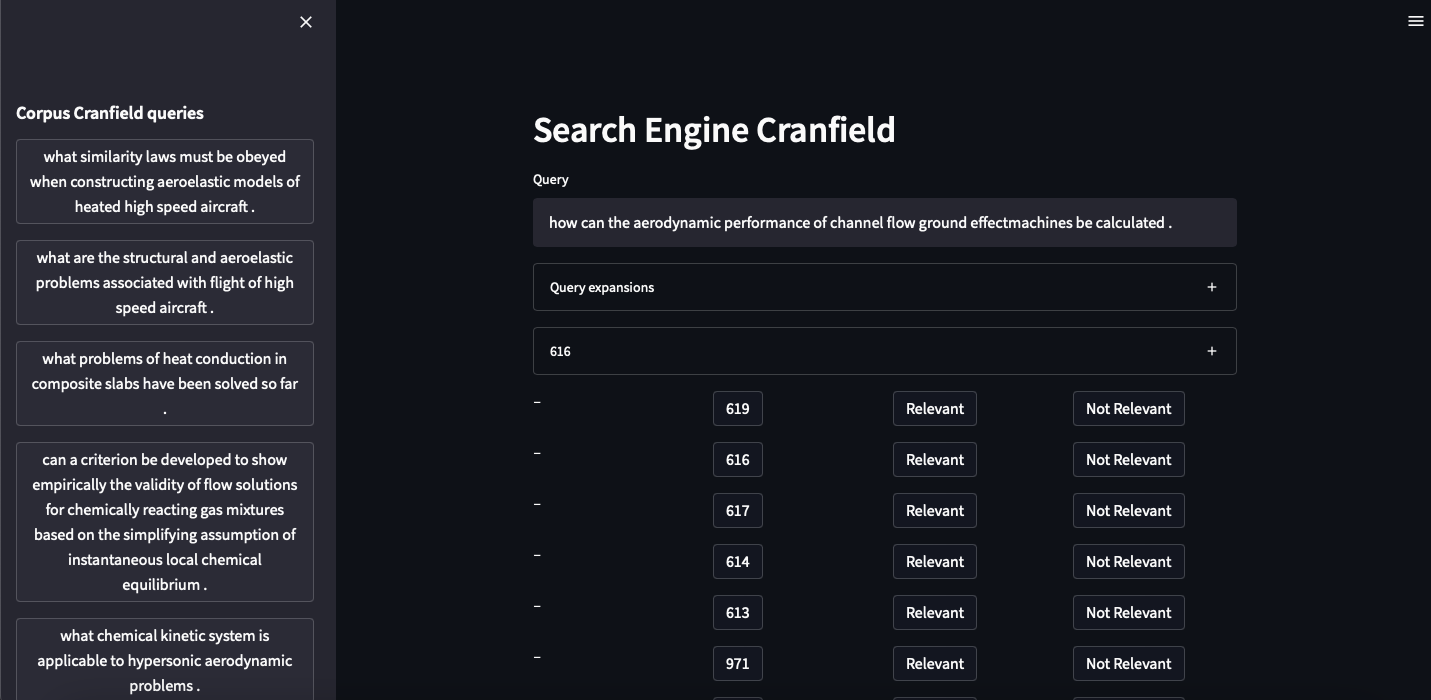 Corpus Cranfield queries
what similarity laws must be obeyed
when constructing aeroelastic models of
heated high speed aircraft .
what are the structural and aeroelastic
problems associated with flight of high
speed aircraft .
what problems of heat conduction in
composite slabs have been solved so far
.
can a criterion be developed to show
empirically the validity of flow solutions
for chemically reacting gas mixtures
based on the simplifying assumption of
instantaneous local chemical
equilibrium .
what chemical kinetic system is
applicable to hypersonic aerodynamic
problems .
Search Engine Cranfield
Query
how can the aerodynamic performance of channel flow ground effectmachines be calculated .
Query expansions +
616 +
– 619 Relevant Not Relevant
– 616 Relevant Not Relevant
– 617 Relevant Not Relevant
– 614 Relevant Not Relevant
– 613 Relevant Not Relevant
– 971 Relevant Not Relevant